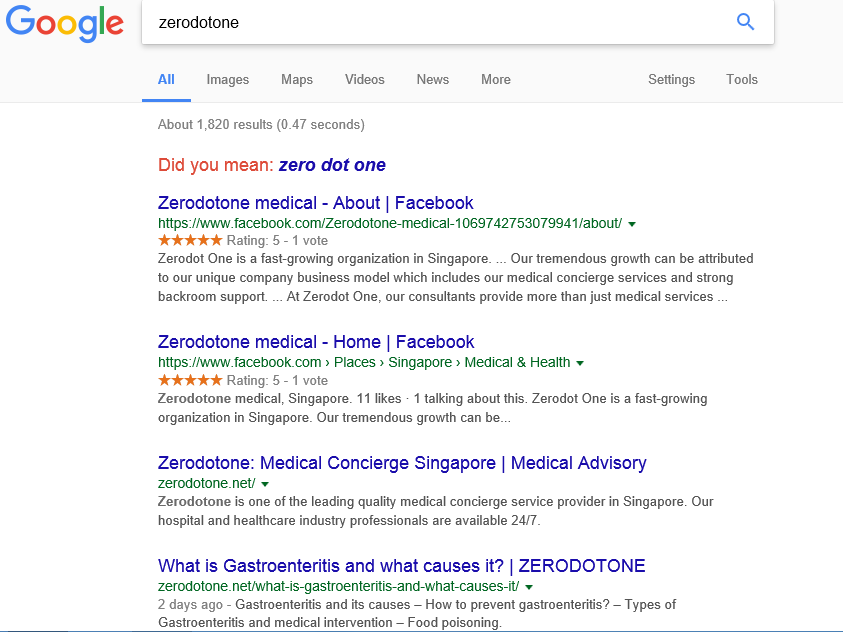 Google
zerodotone
All Images Maps Videos News More Settings Tools
About 1,820 results (0.47 seconds)
Did you mean: zero dot one
Zerodotone medical - About | Facebook
https://www.facebook.com/Zerodotone-medical-1069742753079941/about/
Rating: 5 - 1 vote
Zerodot One is a fast-growing organization in Singapore. ... Our tremendous growth can be attributed
to our unique company business model which includes our medical concierge services and strong
backroom support. ... At Zerodot One, our consultants provide more than just medical services ...
Zerodotone medical - Home | Facebook
https://www.facebook.com › Places › Singapore › Medical & Health
Rating: 5 - 1 vote
Zerodotone medical, Singapore. 11 likes · 1 talking about this. Zerodot One is a fast-growing
organization in Singapore. Our tremendous growth can be...
Zerodotone: Medical Concierge Singapore | Medical Advisory
zerodotone.net/
Zerodotone is one of the leading quality medical concierge service provider in Singapore. Our
hospital and healthcare industry professionals are available 24/7.
What is Gastroenteritis and what causes it? | ZERODOTONE
zerodotone.net/what-is-gastroenteritis-and-what-causes-it/
2 days ago - Gastroenteritis and its causes – How to prevent gastroenteritis? – Types of
Gastroenteritis and medical intervention – Food poisoning.